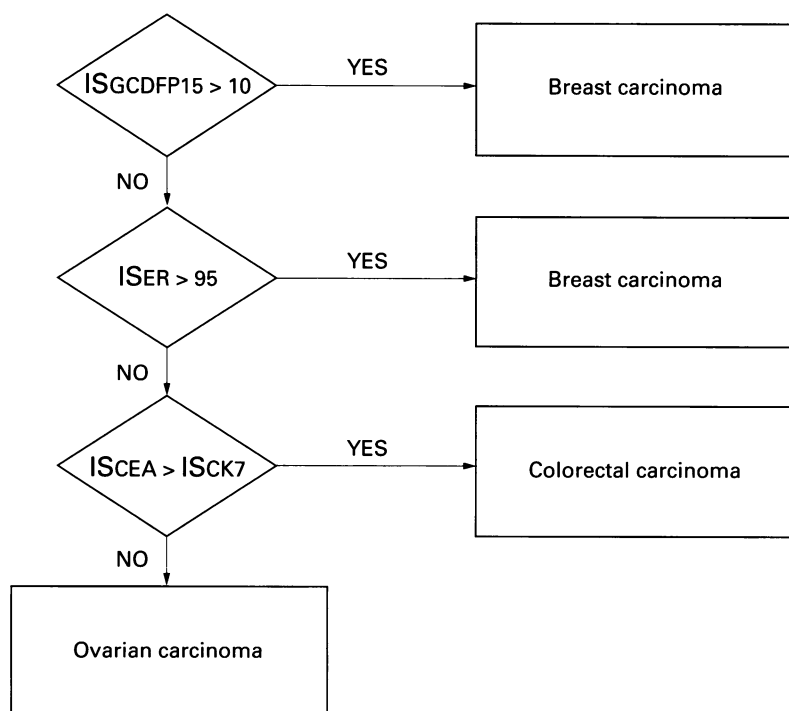 ISGCDFP15 > 10
YES
Breast carcinoma
NO
ISER > 95
YES
Breast carcinoma
NO
ISCEA > ISCK7
YES
Colorectal carcinoma
NO
Ovarian carcinoma